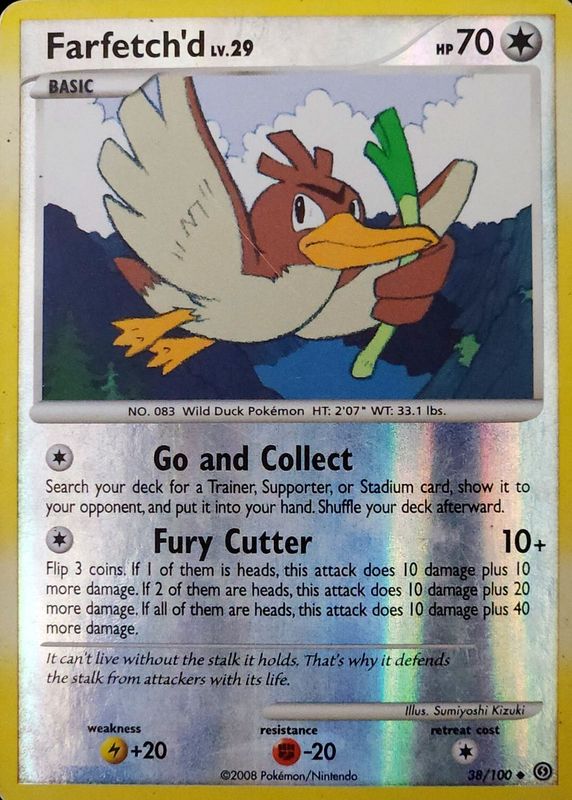 Farfetch'd LV.29 HP 70
BASIC
NO. 083 Wild Duck Pokémon HT: 2'07" WT: 33.1 lbs.
Go and Collect
Search your deck for a Trainer, Supporter, or Stadium card, show it to
your opponent, and put it into your hand. Shuffle your deck afterward.
Fury Cutter 10+
Flip 3 coins. If 1 of them is heads, this attack does 10 damage plus 10
more damage. If 2 of them are heads, this attack does 10 damage plus 20
more damage. If all of them are heads, this attack does 10 damage plus 40
more damage.
It can't live without the stalk it holds. That's why it defends
the stalk from attackers with its life.
Illus. Sumiyoshi Kizuki
weakness resistance retreat cost
+20 -20
©2008 Pokémon/Nintendo 38/100